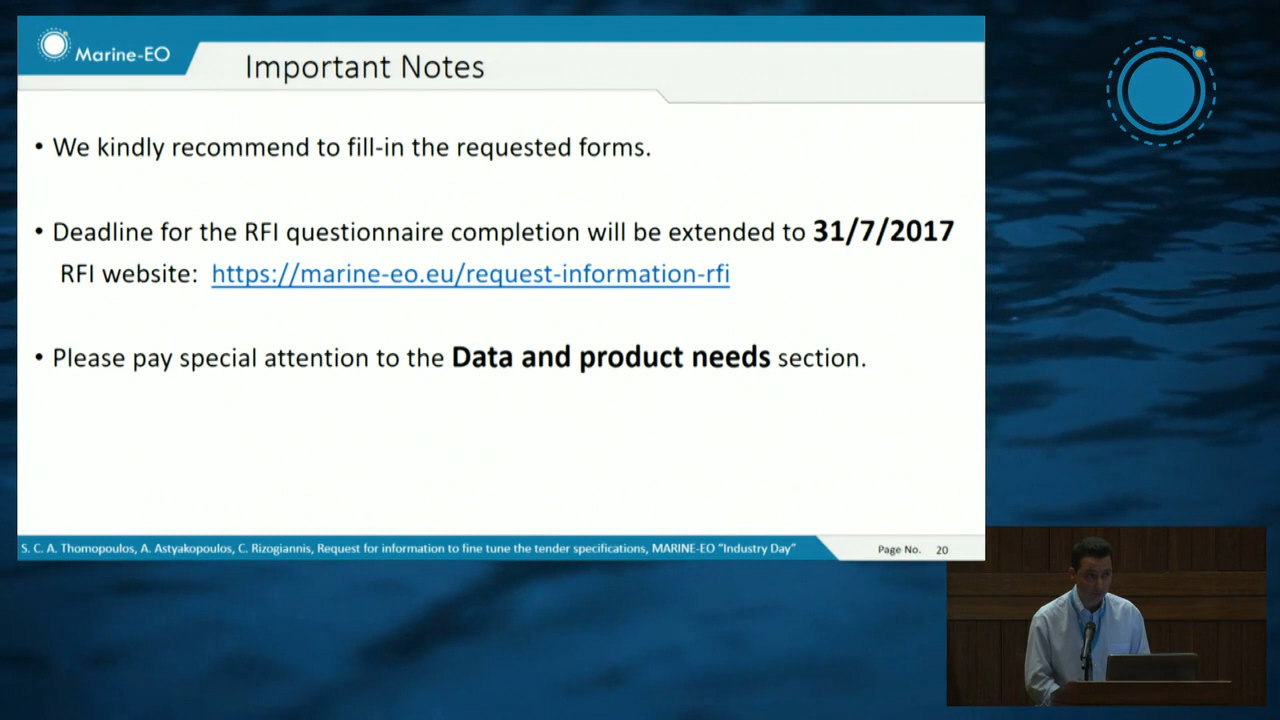 Marine-EO
Important Notes
• We kindly recommend to fill-in the requested forms.
• Deadline for the RFI questionnaire completion will be extended to 31/7/2017
RFI website: https://marine-eo.eu/request-information-rfi
• Please pay special attention to the Data and product needs section.
S. C. A. Thomopoulos, A. Astyakopoulos, C. Rizogiannis, Request for information to fine tune the tender specifications, MARINE-EO "Industry Day"
Page No. 20